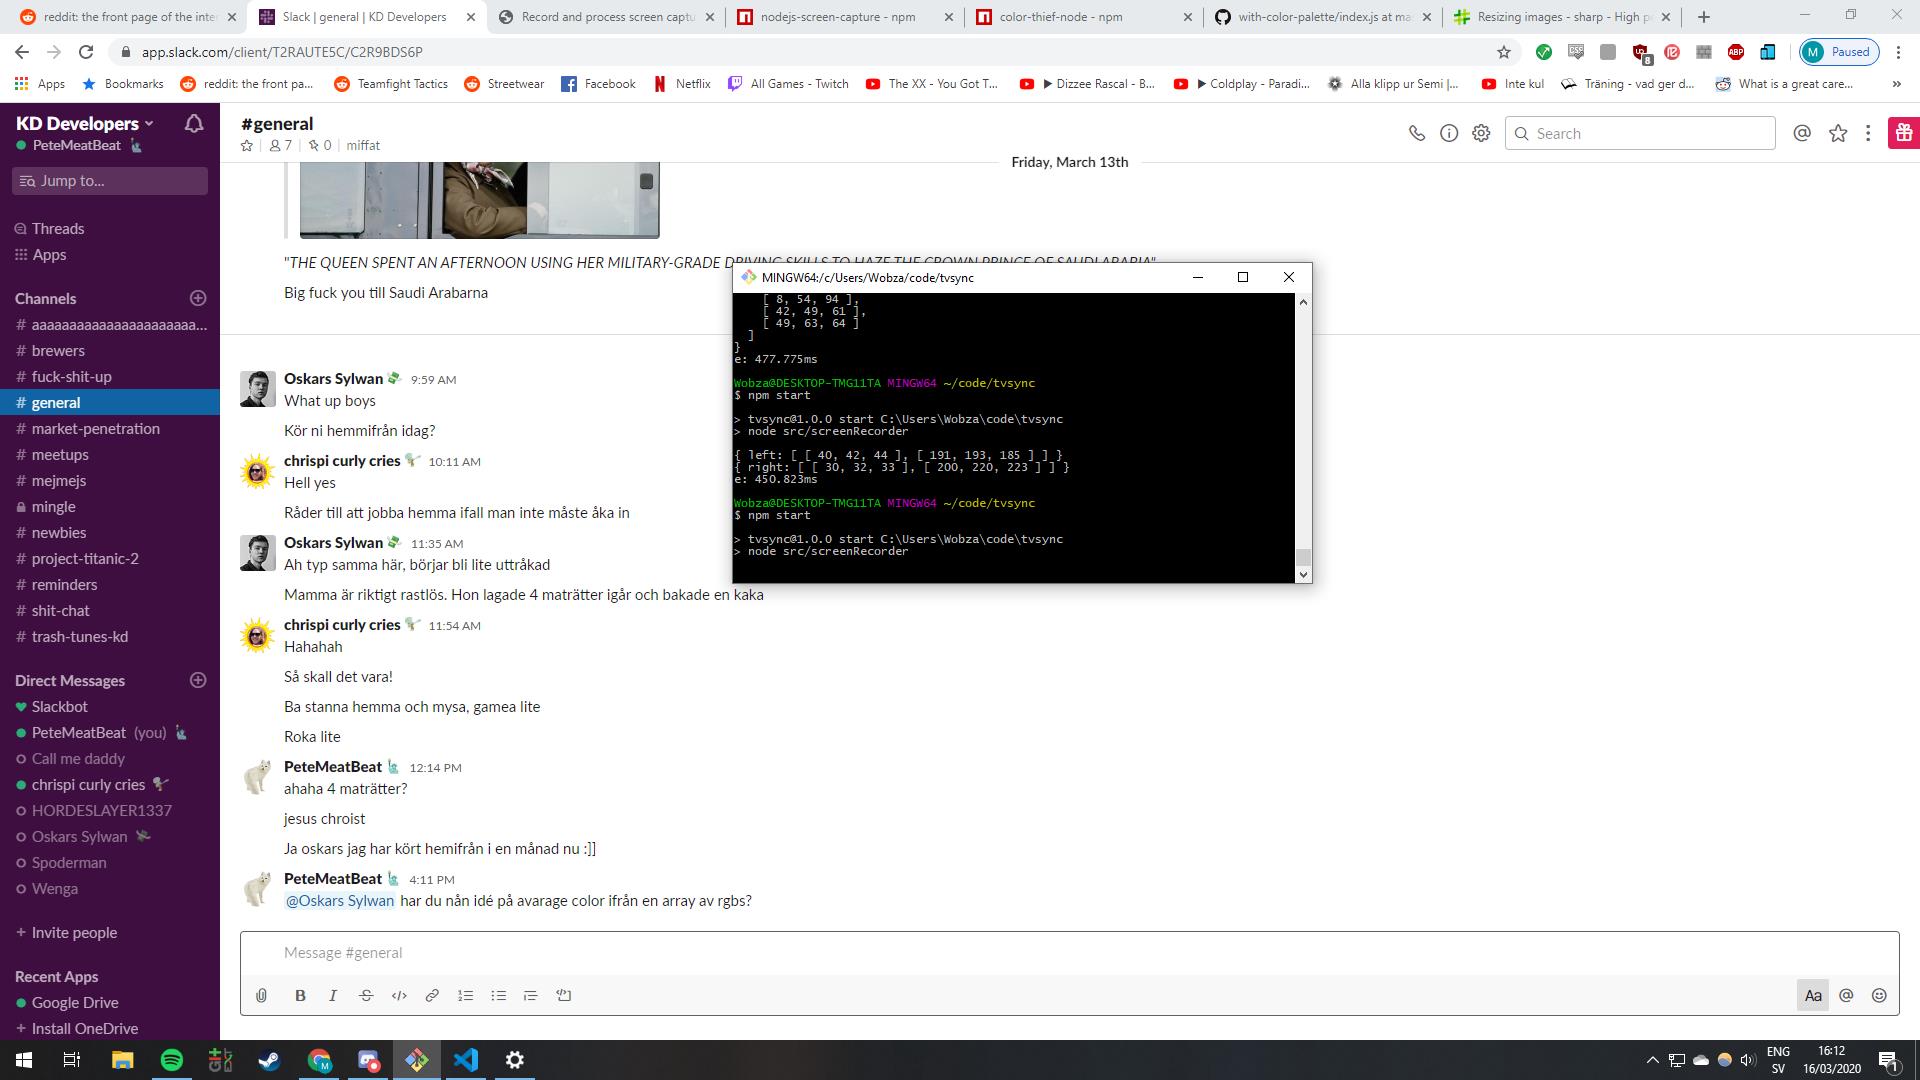 reddit: the front page of the inter
Slack | general | KD Developers
Record and process screen captu
nodejs-screen-capture - npm
color-thief-node - npm
with-color-palette/index.js at ma
Resizing images - sharp - High pe
app.slack.com/client/T2RAUTE5C/C2R9BDS6P
M Paused
Apps
Bookmarks
reddit: the front pa...
Teamfight Tactics
Streetwear
Facebook
Netflix
All Games - Twitch
The XX - You Got T...
Dizzee Rascal - B...
Coldplay - Paradi...
Alla klipp ur Semi |...
Inte kul
Träning - vad ger d...
What is a great care...
KD Developers
PeteMeatBeat
Jump to...
Threads
Apps
Channels
# aaaaaaaaaaaaaaaaaaaaaaa...
# brewers
# fuck-shit-up
# general
# market-penetration
# meetups
# mejmejs
mingle
# newbies
# project-titanic-2
# reminders
# shit-chat
# trash-tunes-kd
Direct Messages
Slackbot
PeteMeatBeat (you)
Call me daddy
chrispi curly cries
HORDESLAYER1337
Oskars Sylwan
Spoderman
Wenga
+ Invite people
Recent Apps
Google Drive
+ Install OneDrive
#general
7 | 0 | miffat
Search
Friday, March 13th
"THE QUEEN SPENT AN AFTERNOON USING HER MILITARY-GRADE DRIVING SKILLS TO HAZE THE CROWN PRINCE OF SAUDI ARABIA"
Big fuck you till Saudi Arabarna
Oskars Sylwan 9:59 AM
What up boys
Kör ni hemmifrån idag?
chrispi curly cries 10:11 AM
Hell yes
Råder till att jobba hemma ifall man inte måste åka in
Oskars Sylwan 11:35 AM
Ah typ samma här, börjar bli lite uttråkad
Mamma är riktigt rastlös. Hon lagade 4 maträtter igår och bakade en kaka
chrispi curly cries 11:54 AM
Hahahah
Så skall det vara!
Ba stanna hemma och mysa, gamea lite
Roka lite
PeteMeatBeat 12:14 PM
ahaha 4 maträtter?
jesus chroist
Ja oskars jag har kört hemifrån i en månad nu :]]
PeteMeatBeat 4:11 PM
@Oskars Sylwan har du nån idé på avarage color ifrån en array av rgbs?
Message #general
Aa
MINGW64:/c/Users/Wobza/code/tvsync
[ 8, 54, 94 ],
[ 42, 49, 61 ],
[ 49, 63, 64 ]
]
}
e: 477.775ms
Wobza@DESKTOP-TMG11TA MINGW64 ~/code/tvsync
$ npm start
> tvsync@1.0.0 start C:\Users\Wobza\code\tvsync
> node src/screenRecorder
{ left: [ [ 40, 42, 44 ], [ 191, 193, 185 ] ] }
{ right: [ [ 30, 32, 33 ], [ 200, 220, 223 ] ] }
e: 450.823ms
Wobza@DESKTOP-TMG11TA MINGW64 ~/code/tvsync
$ npm start
> tvsync@1.0.0 start C:\Users\Wobza\code\tvsync
> node src/screenRecorder
ENG
SV
16:12
16/03/2020
1